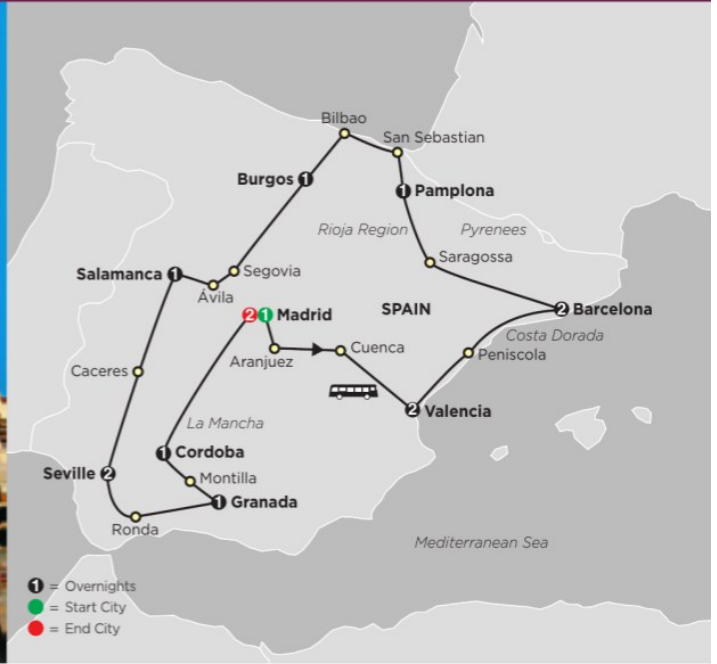 Bilbao
San Sebastian
Burgos 1
1 Pamplona
Rioja Region
Pyrenees
Saragossa
Salamanca 1
Segovia
Ávila
2 1 Madrid
SPAIN
2 Barcelona
Costa Dorada
Aranjuez
Cuenca
Peniscola
Caceres
2 Valencia
La Mancha
1 Cordoba
Seville 2
Montilla
1 Granada
Ronda
Mediterranean Sea
1 = Overnights
= Start City
= End City